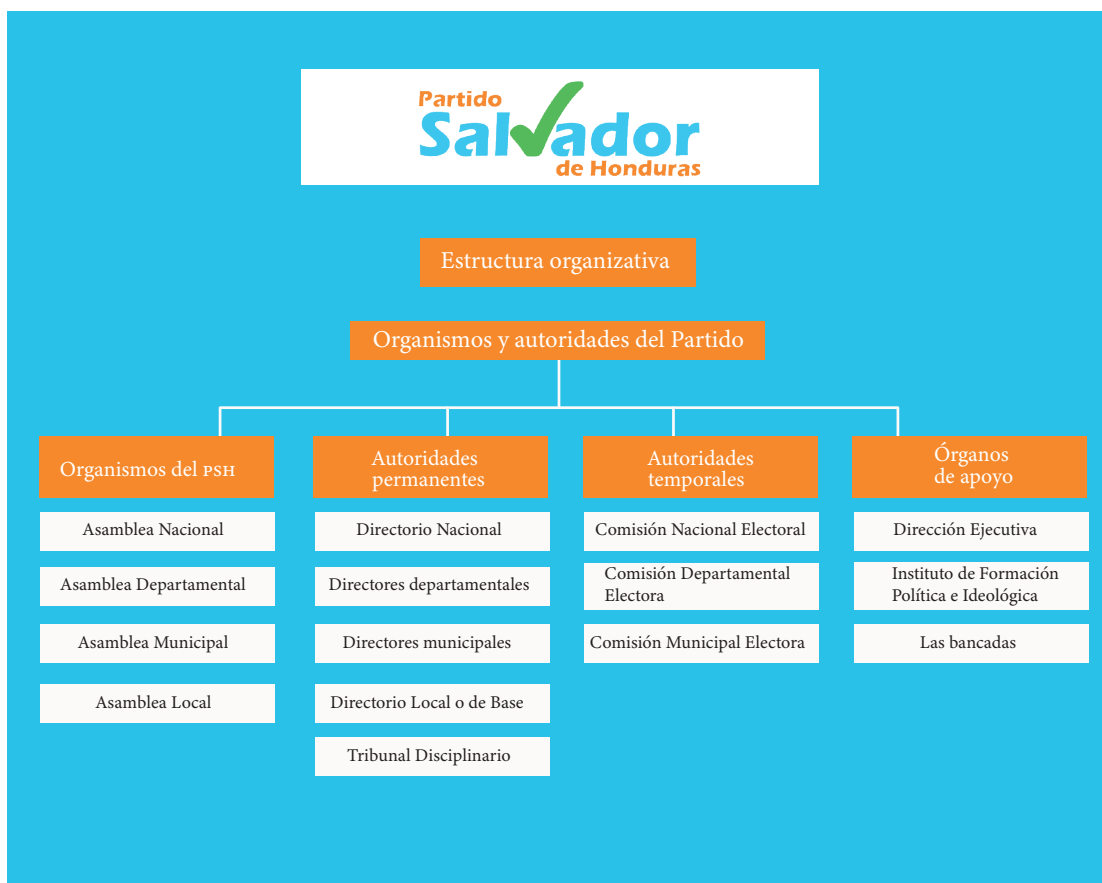 Partido
Salvador
de Honduras
Estructura organizativa
Organismos y autoridades del Partido
Organismos del PSH
Asamblea Nacional
Asamblea Departamental
Asamblea Municipal
Asamblea Local
Autoridades
permanentes
Directorio Nacional
Directores departamentales
Directores municipales
Directorio Local o de Base
Tribunal Disciplinario
Autoridades
temporales
Comisión Nacional Electoral
Comisión Departamental
Electora
Comisión Municipal Electora
Órganos
de apoyo
Dirección Ejecutiva
Instituto de Formación
Política e Ideológica
Las bancadas